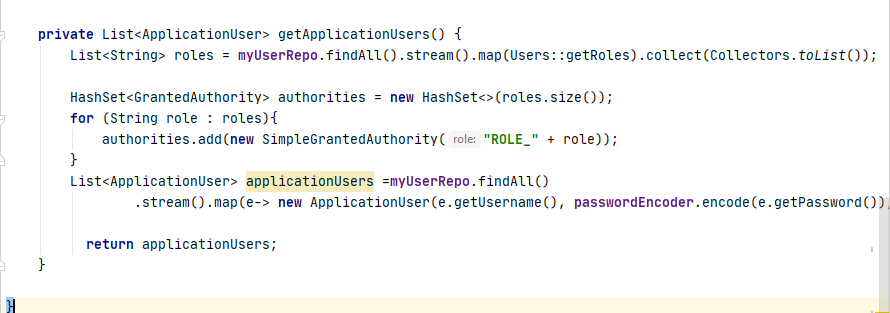 private List<ApplicationUser> getApplicationUsers() {
List<String> roles = myUserRepo.findAll().stream().map(Users::getRoles).collect(Collectors.toList());
HashSet<GrantedAuthority> authorities = new HashSet<>(roles.size());
for (String role : roles){
authorities.add(new SimpleGrantedAuthority( role: "ROLE_" + role));
}
List<ApplicationUser> applicationUsers =myUserRepo.findAll()
.stream().map(e-> new ApplicationUser(e.getUsername(), passwordEncoder.encode(e.getPassword()),
return applicationUsers;
}
}